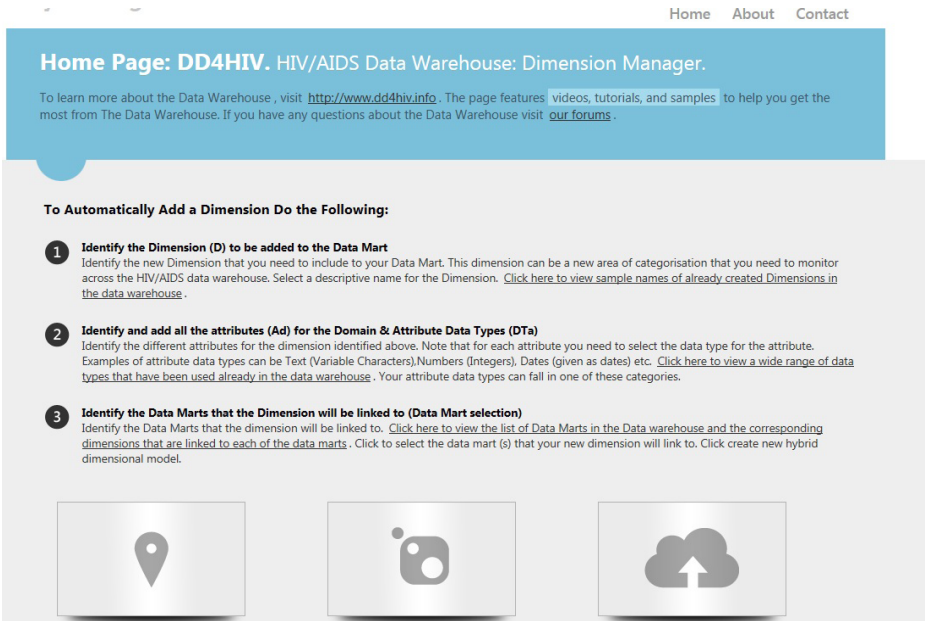 Home About Contact
Home Page: DD4HIV. HIV/AIDS Data Warehouse: Dimension Manager.
To learn more about the Data Warehouse , visit http://www.dd4hiv.info . The page features videos, tutorials, and samples to help you get the
most from The Data Warehouse. If you have any questions about the Data Warehouse visit our forums .
To Automatically Add a Dimension Do the Following:
1 Identify the Dimension (D) to be added to the Data Mart
Identify the new Dimension that you need to include to your Data Mart. This dimension can be a new area of categorisation that you need to monitor
across the HIV/AIDS data warehouse. Select a descriptive name for the Dimension. Click here to view sample names of already created Dimensions in
the data warehouse .
2 Identify and add all the attributes (Ad) for the Domain & Attribute Data Types (DTa)
Identify the different attributes for the dimension identified above. Note that for each attribute you need to select the data type for the attribute.
Examples of attribute data types can be Text (Variable Characters),Numbers (Integers), Dates (given as dates) etc. Click here to view a wide range of data
types that have been used already in the data warehouse . Your attribute data types can fall in one of these categories.
3 Identify the Data Marts that the Dimension will be linked to (Data Mart selection)
Identify the Data Marts that the dimension will be linked to. Click here to view the list of Data Marts in the Data warehouse and the corresponding
dimensions that are linked to each of the data marts . Click to select the data mart (s) that your new dimension will link to. Click create new hybrid
dimensional model.